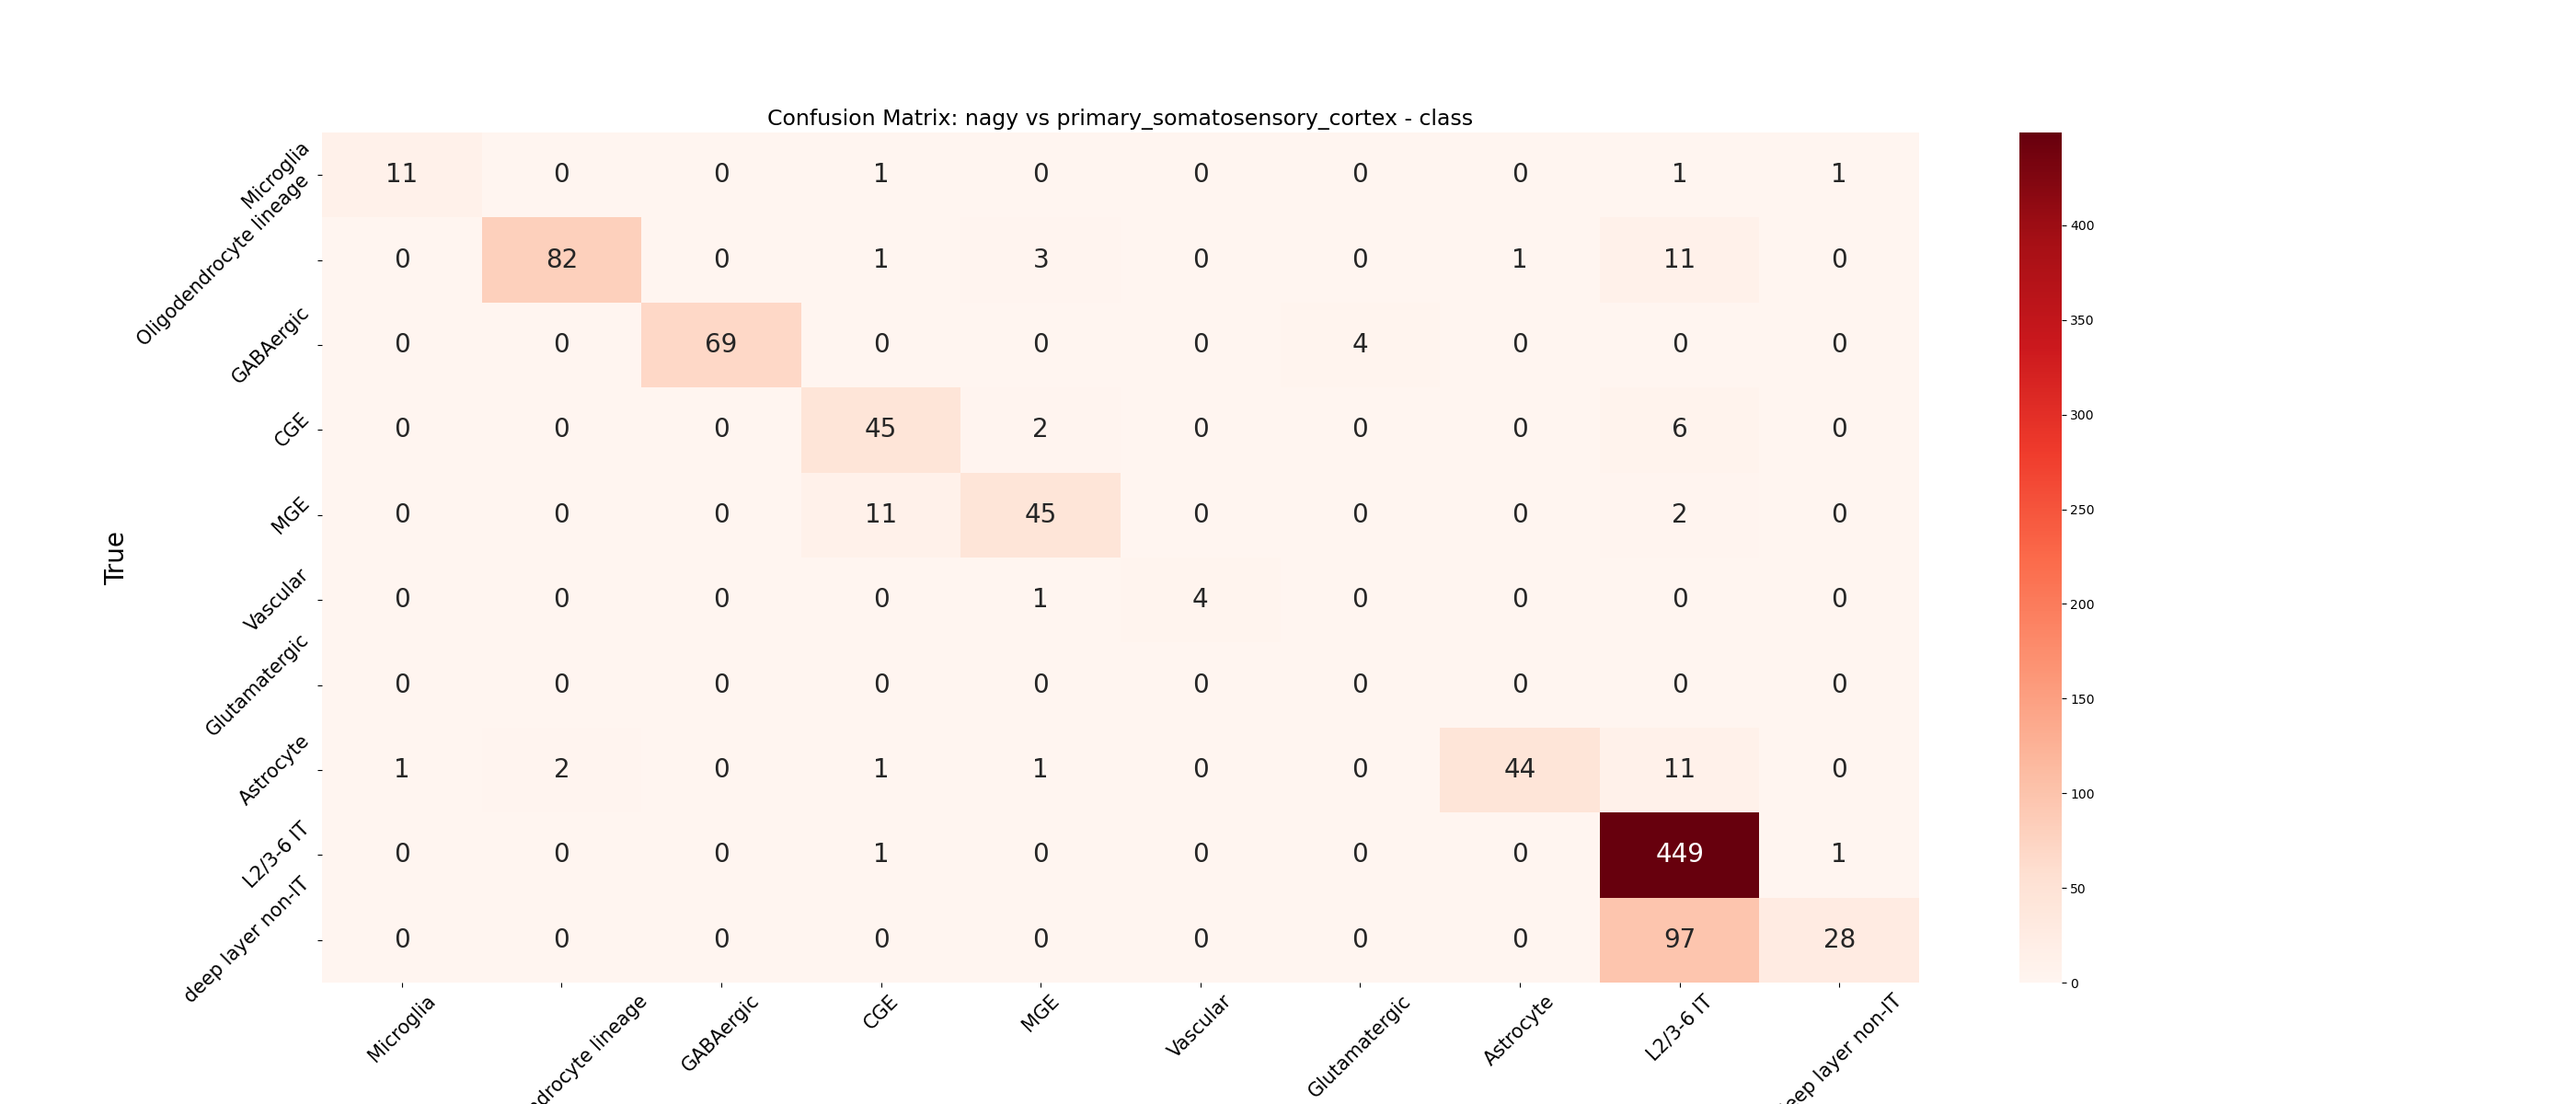 Confusion Matrix: nagy vs primary_somatosensory_cortex - class
True
Microglia 11 0 0 1 0 0 0 0 1 1
Oligodendrocyte lineage 0 82 0 1 3 0 0 1 11 0
GABAergic 0 0 69 0 0 0 4 0 0 0
CGE 0 0 0 45 2 0 0 0 6 0
MGE 0 0 0 11 45 0 0 0 2 0
Vascular 0 0 0 0 1 4 0 0 0 0
Glutamatergic 0 0 0 0 0 0 0 0 0 0
Astrocyte 1 2 0 1 1 0 0 44 11 0
L2/3-6 IT 0 0 0 1 0 0 0 0 449 1
deep layer non-IT 0 0 0 0 0 0 0 0 97 28
Microglia
ndrocyte lineage
GABAergic
CGE
MGE
Vascular
Glutamatergic
Astrocyte
L2/3-6 IT
eep layer non-IT
400
350
300
250
200
150
100
50
0